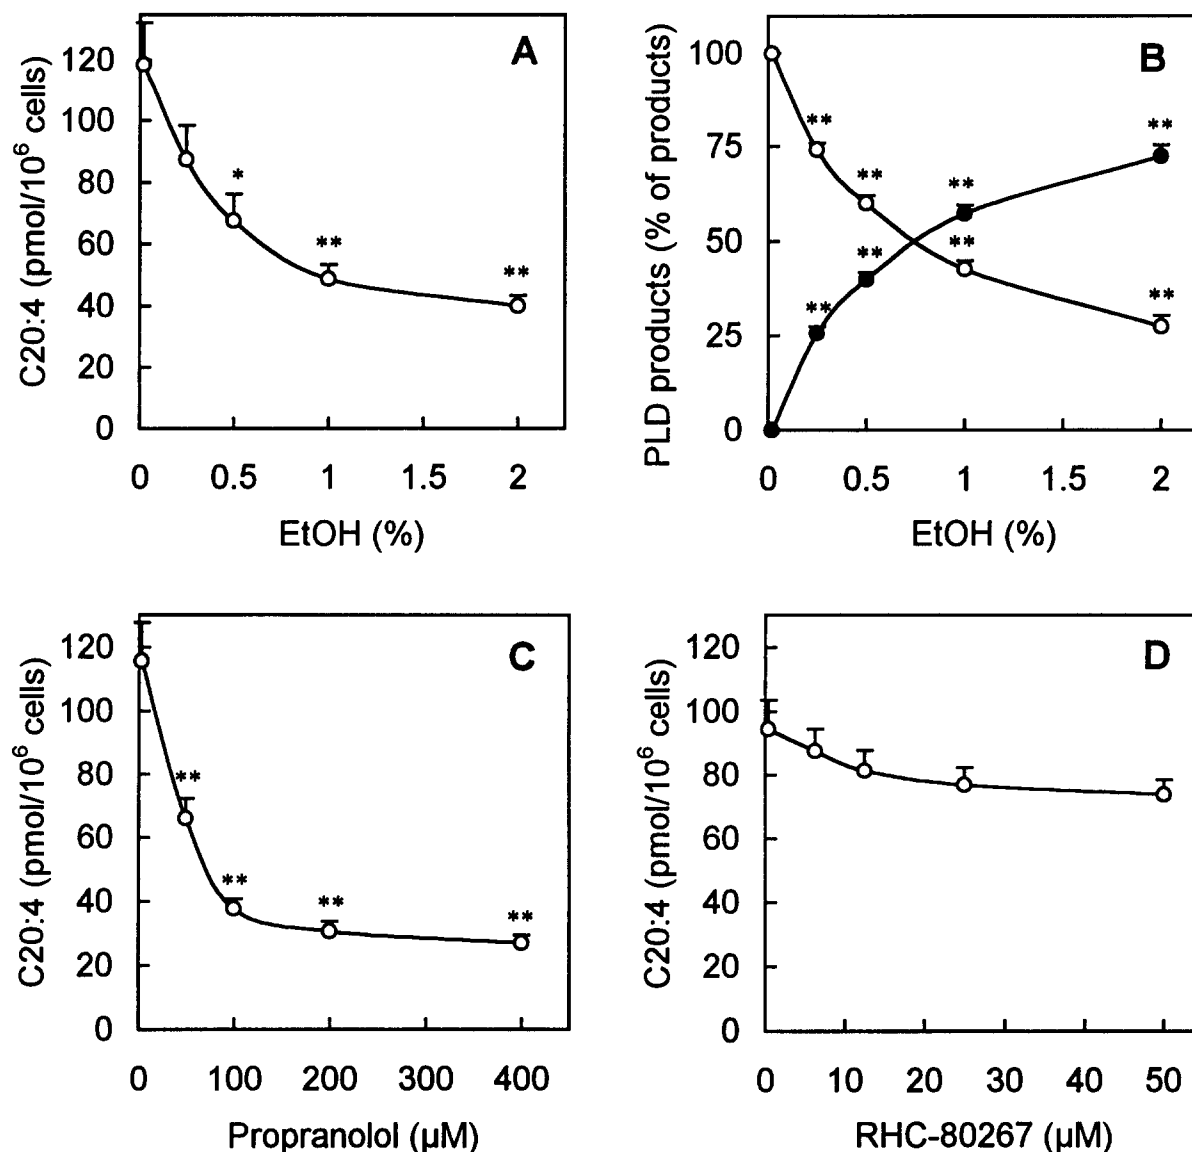 A
C20:4 (pmol/10⁶ cells)
120
100
80
60
40
20
0
*
**
**
0 0.5 1 1.5 2
EtOH (%)
B
PLD products (% of products)
100
75
50
25
0
**
**
**
**
**
**
**
**
0 0.5 1 1.5 2
EtOH (%)
C
C20:4 (pmol/10⁶ cells)
120
100
80
60
40
20
0
**
**
**
**
0 100 200 300 400
Propranolol (μM)
D
C20:4 (pmol/10⁶ cells)
120
100
80
60
40
20
0
0 10 20 30 40 50
RHC-80267 (μM)